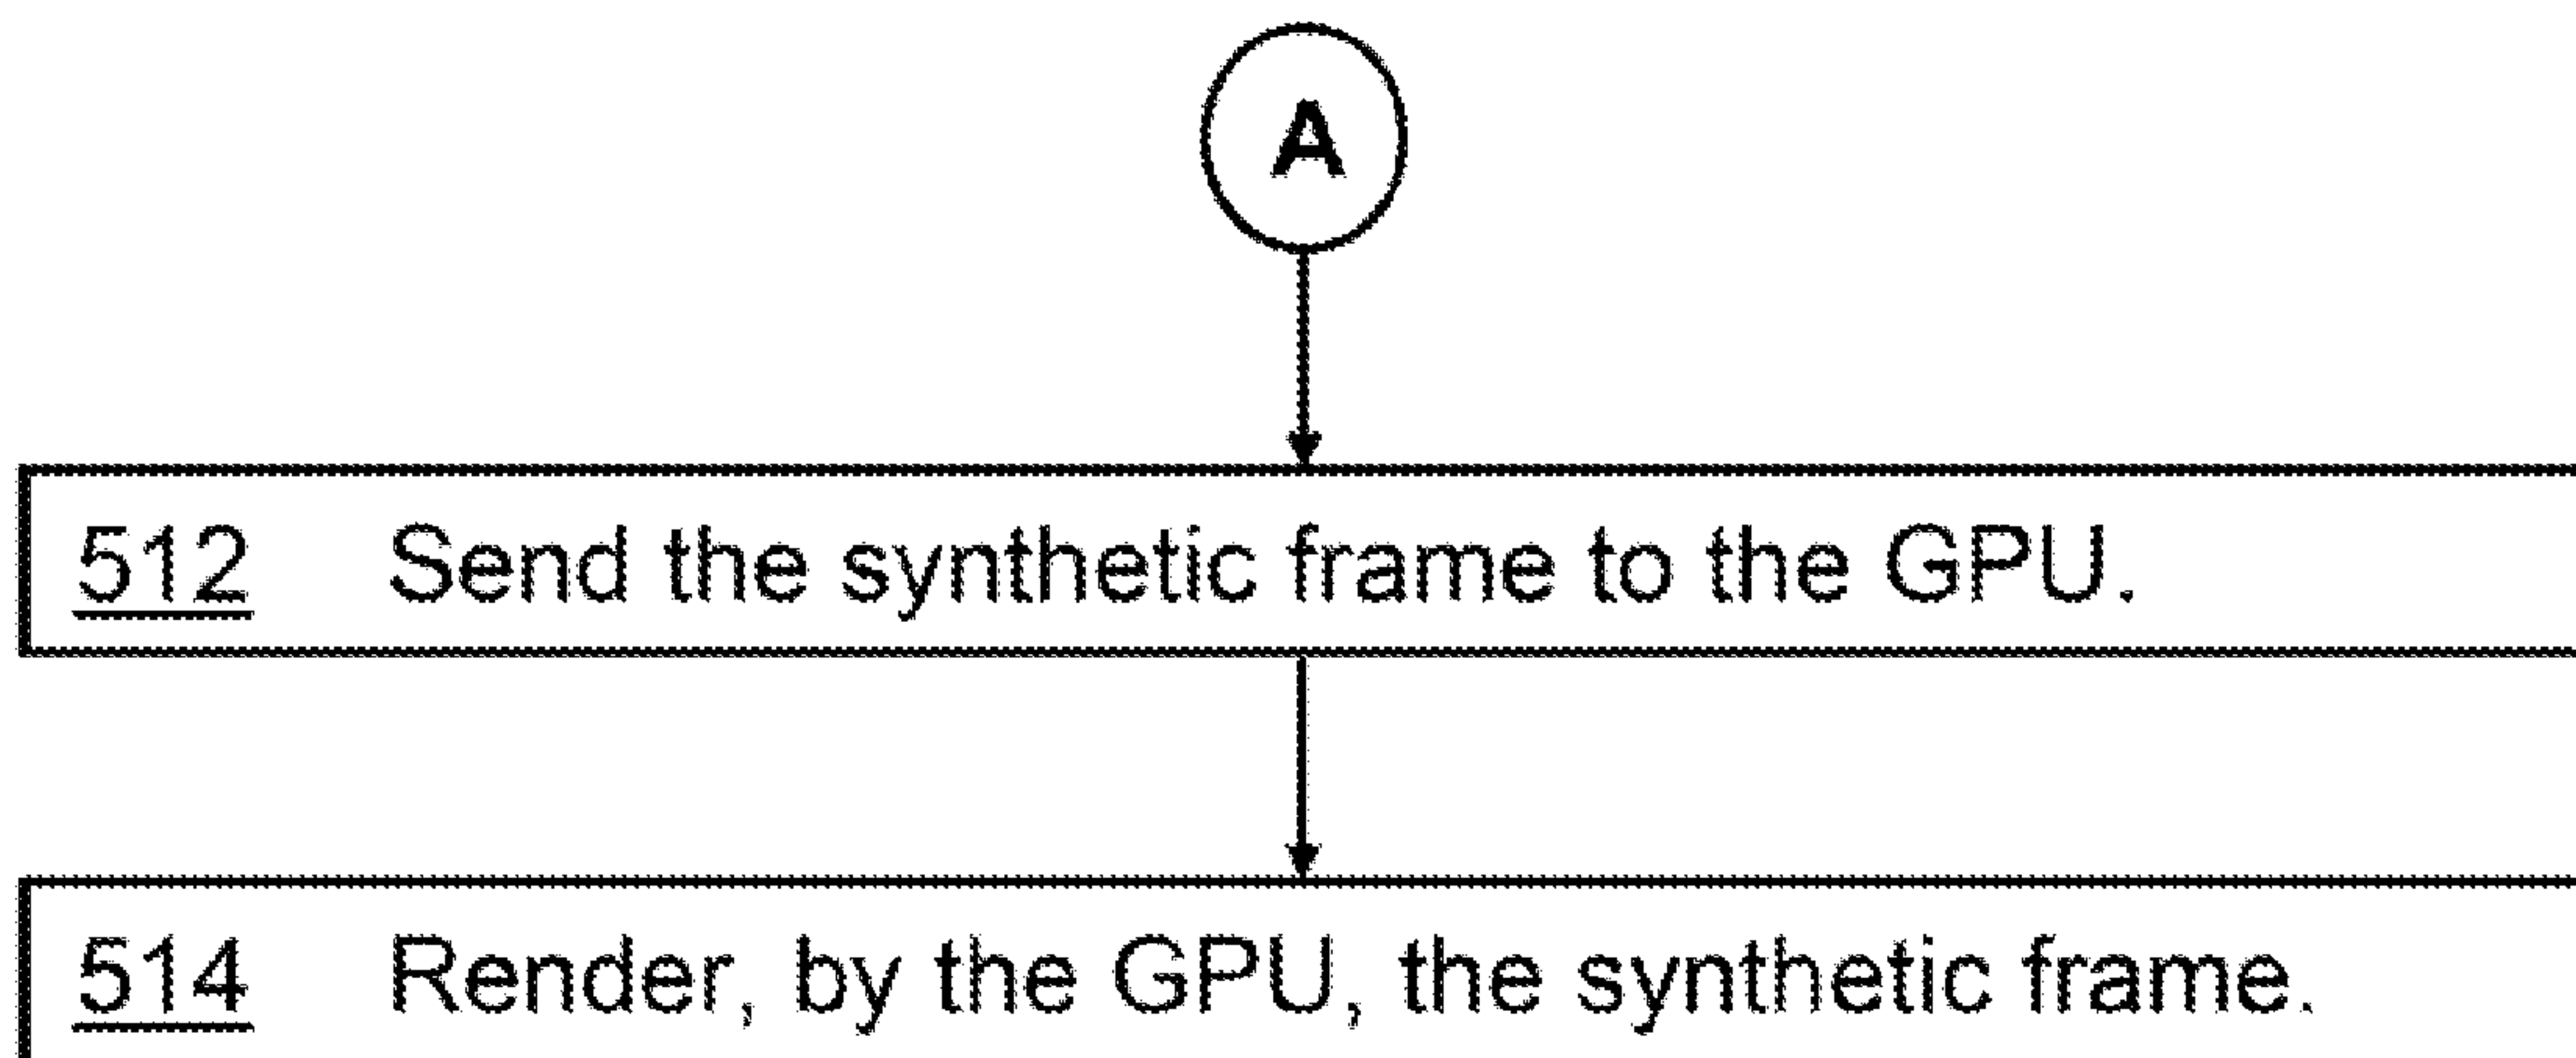 A
512 Send the synthetic frame to the GPU.
514 Render, by the GPU, the synthetic frame.